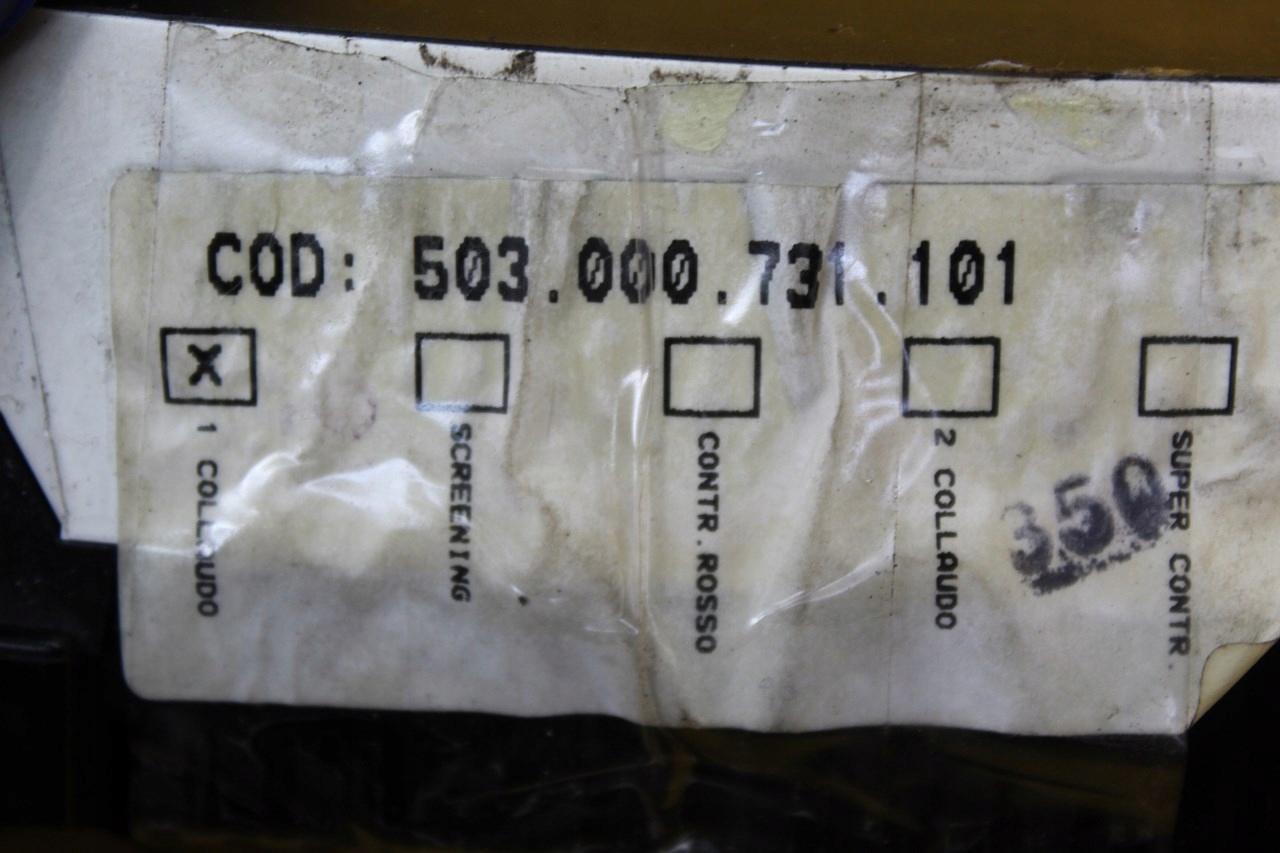 COD: 503.000.731.101
X
1 COLLAUDO
SCREENING
CONTR.ROSSO
2 COLLAUDO
SUPER CONTR.
350